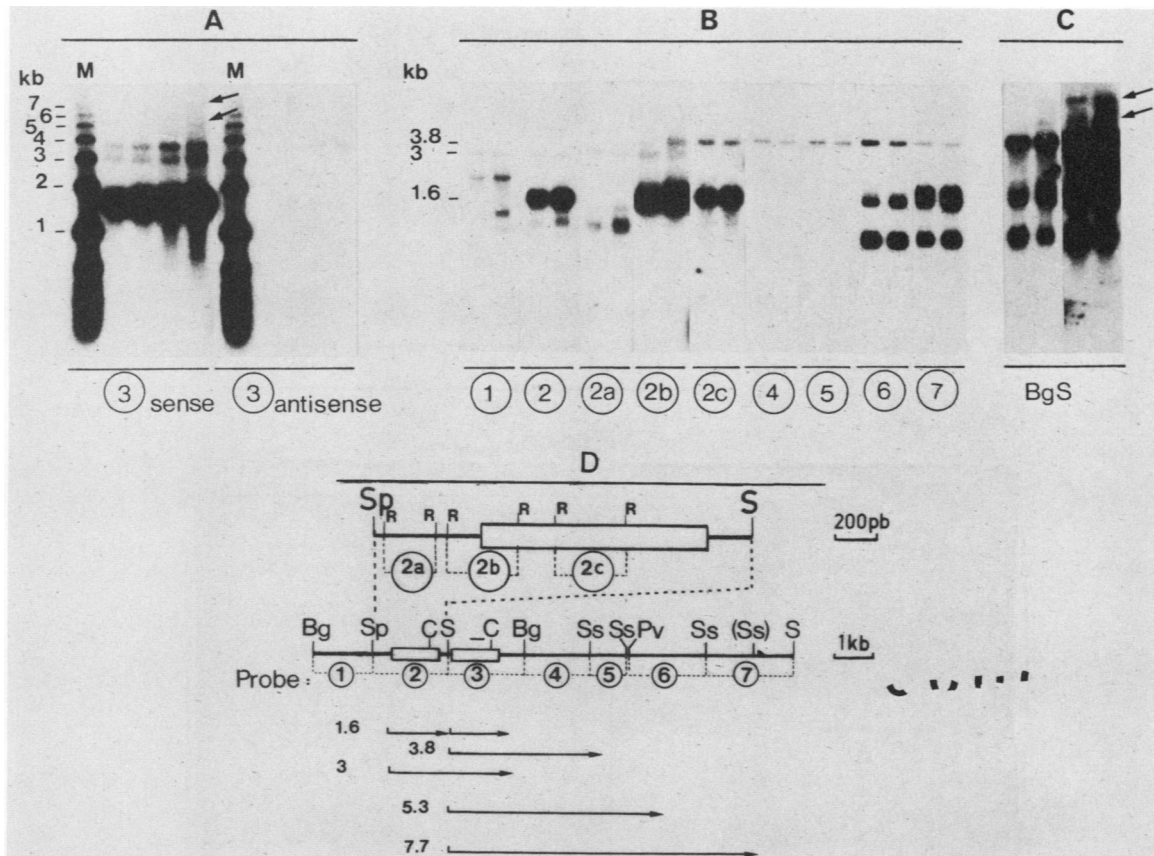 A
B
C
kb
M
M
7
6
5
4
3
2
1
kb
3.8
3
1.6
3 sense
3 antisense
1
2
2a
2b
2c
4
5
6
7
BgS
D
Sp
R
R
R
R
R
R
S
200pb
2a
2b
2c
Bg Sp C S C Bg Ss Ss Pv Ss (Ss) S
1kb
Probe : 1 2 3 4 5 6 7
1.6
3.8
3
5.3
7.7